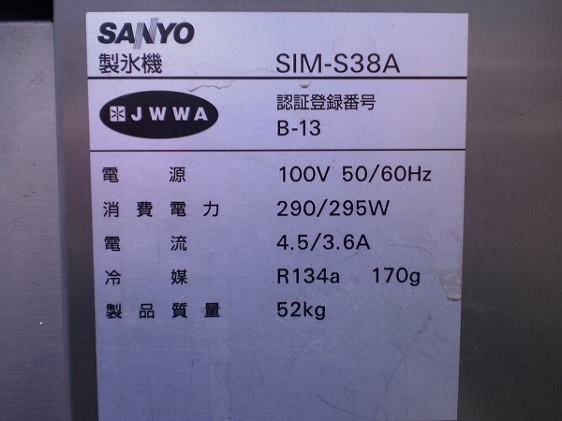 SANYO
製氷機 SIM-S38A
JWWA 認証登録番号
B-13
電源 100V 50/60Hz
消費電力 290/295W
電流 4.5/3.6A
冷媒 R134a 170g
製品質量 52kg